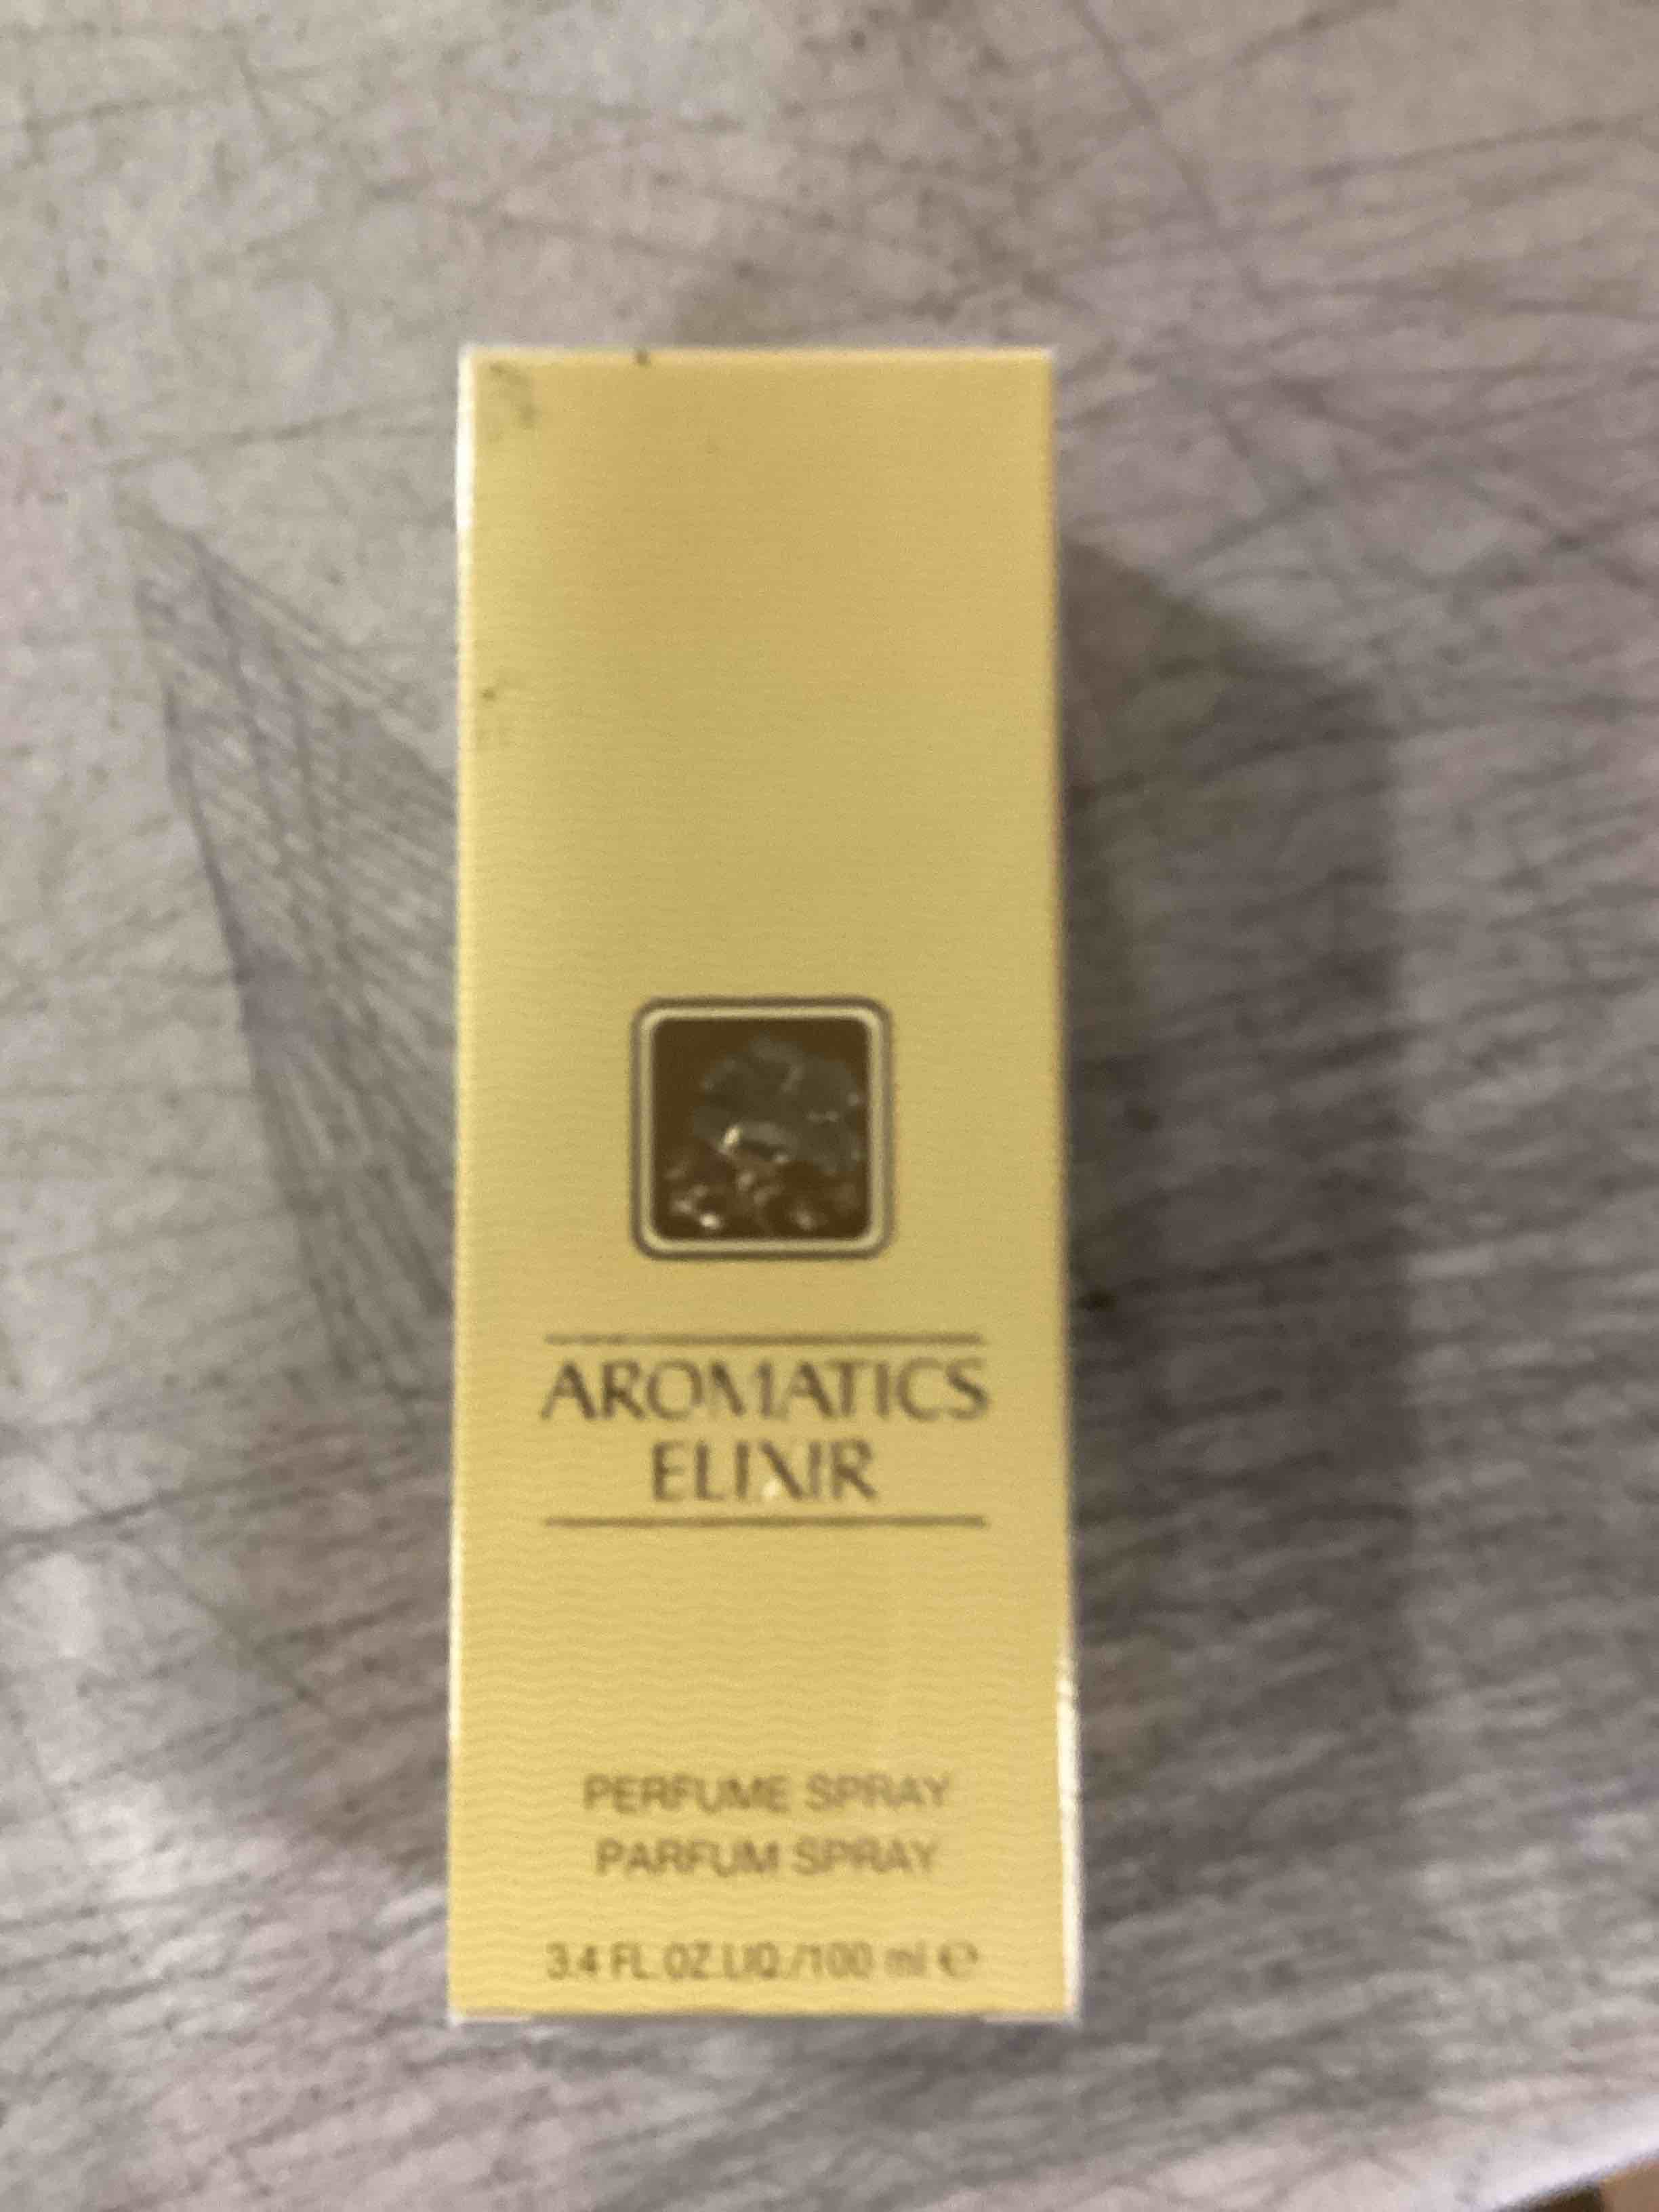 AROMATICS
ELIXIR
PERFUME SPRAY
PARFUM SPRAY
3.4 FL.OZ.LIQ./100 ml ℮